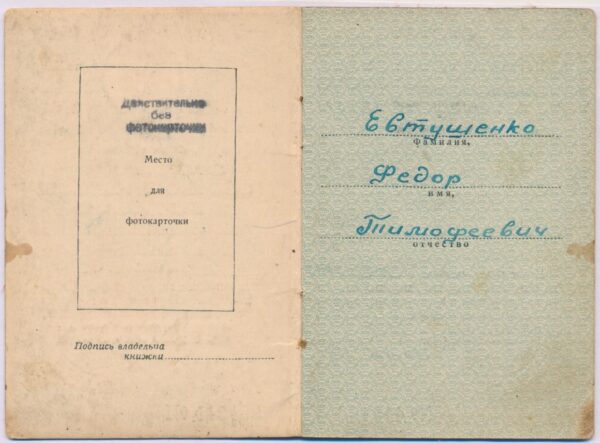 Действительно
без
фотокарточки
Место
для
фотокарточки
Подпись владельца
книжки
Евтушенко
фамилия,
Федор
имя,
Тимофеевич
отчество